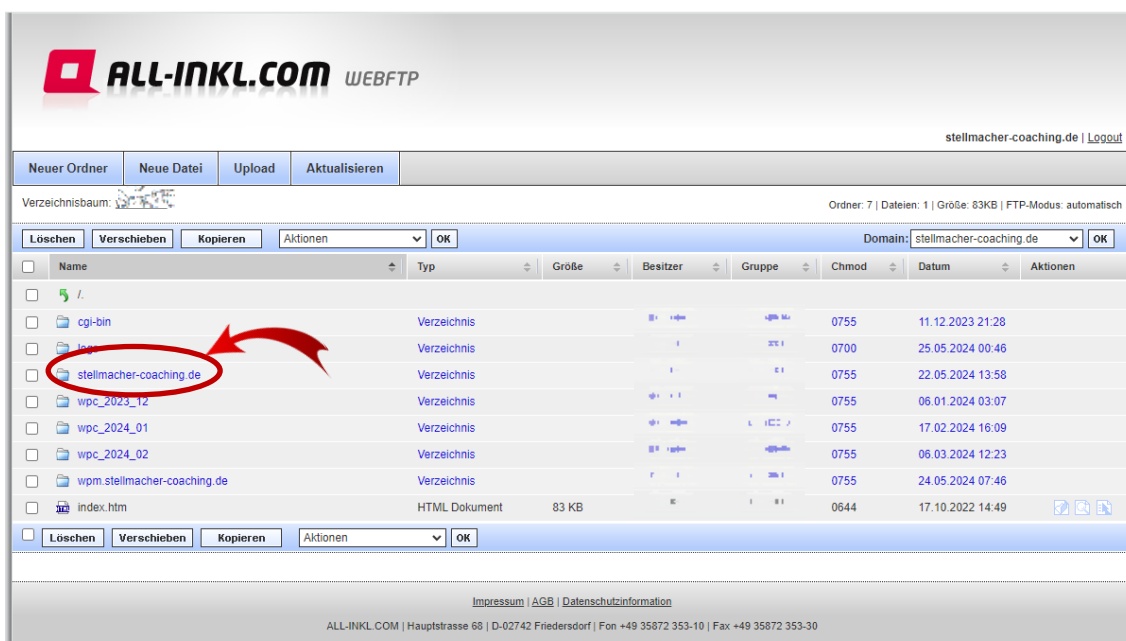 ALL-INKL.COM WEBFTP
stellmacher-coaching.de | Logout
Neuer Ordner Neue Datei Upload Aktualisieren
Verzeichnisbaum:
Ordner: 7 | Dateien: 1 | Größe: 83KB | FTP-Modus: automatisch
Löschen Verschieben Kopieren Aktionen OK Domain: stellmacher-coaching.de OK
Name Typ Größe Besitzer Gruppe Chmod Datum Aktionen
/.
cgi-bin Verzeichnis 0755 11.12.2023 21:28
logs Verzeichnis 0700 25.05.2024 00:46
stellmacher-coaching.de Verzeichnis 0755 22.05.2024 13:58
wpc_2023_12 Verzeichnis 0755 06.01.2024 03:07
wpc_2024_01 Verzeichnis 0755 17.02.2024 16:09
wpc_2024_02 Verzeichnis 0755 06.03.2024 12:23
wpm.stellmacher-coaching.de Verzeichnis 0755 24.05.2024 07:46
index.htm HTML Dokument 83 KB 0644 17.10.2022 14:49
Löschen Verschieben Kopieren Aktionen OK
Impressum | AGB | Datenschutzinformation
ALL-INKL.COM | Hauptstrasse 68 | D-02742 Friedersdorf | Fon +49 35872 353-10 | Fax +49 35872 353-30